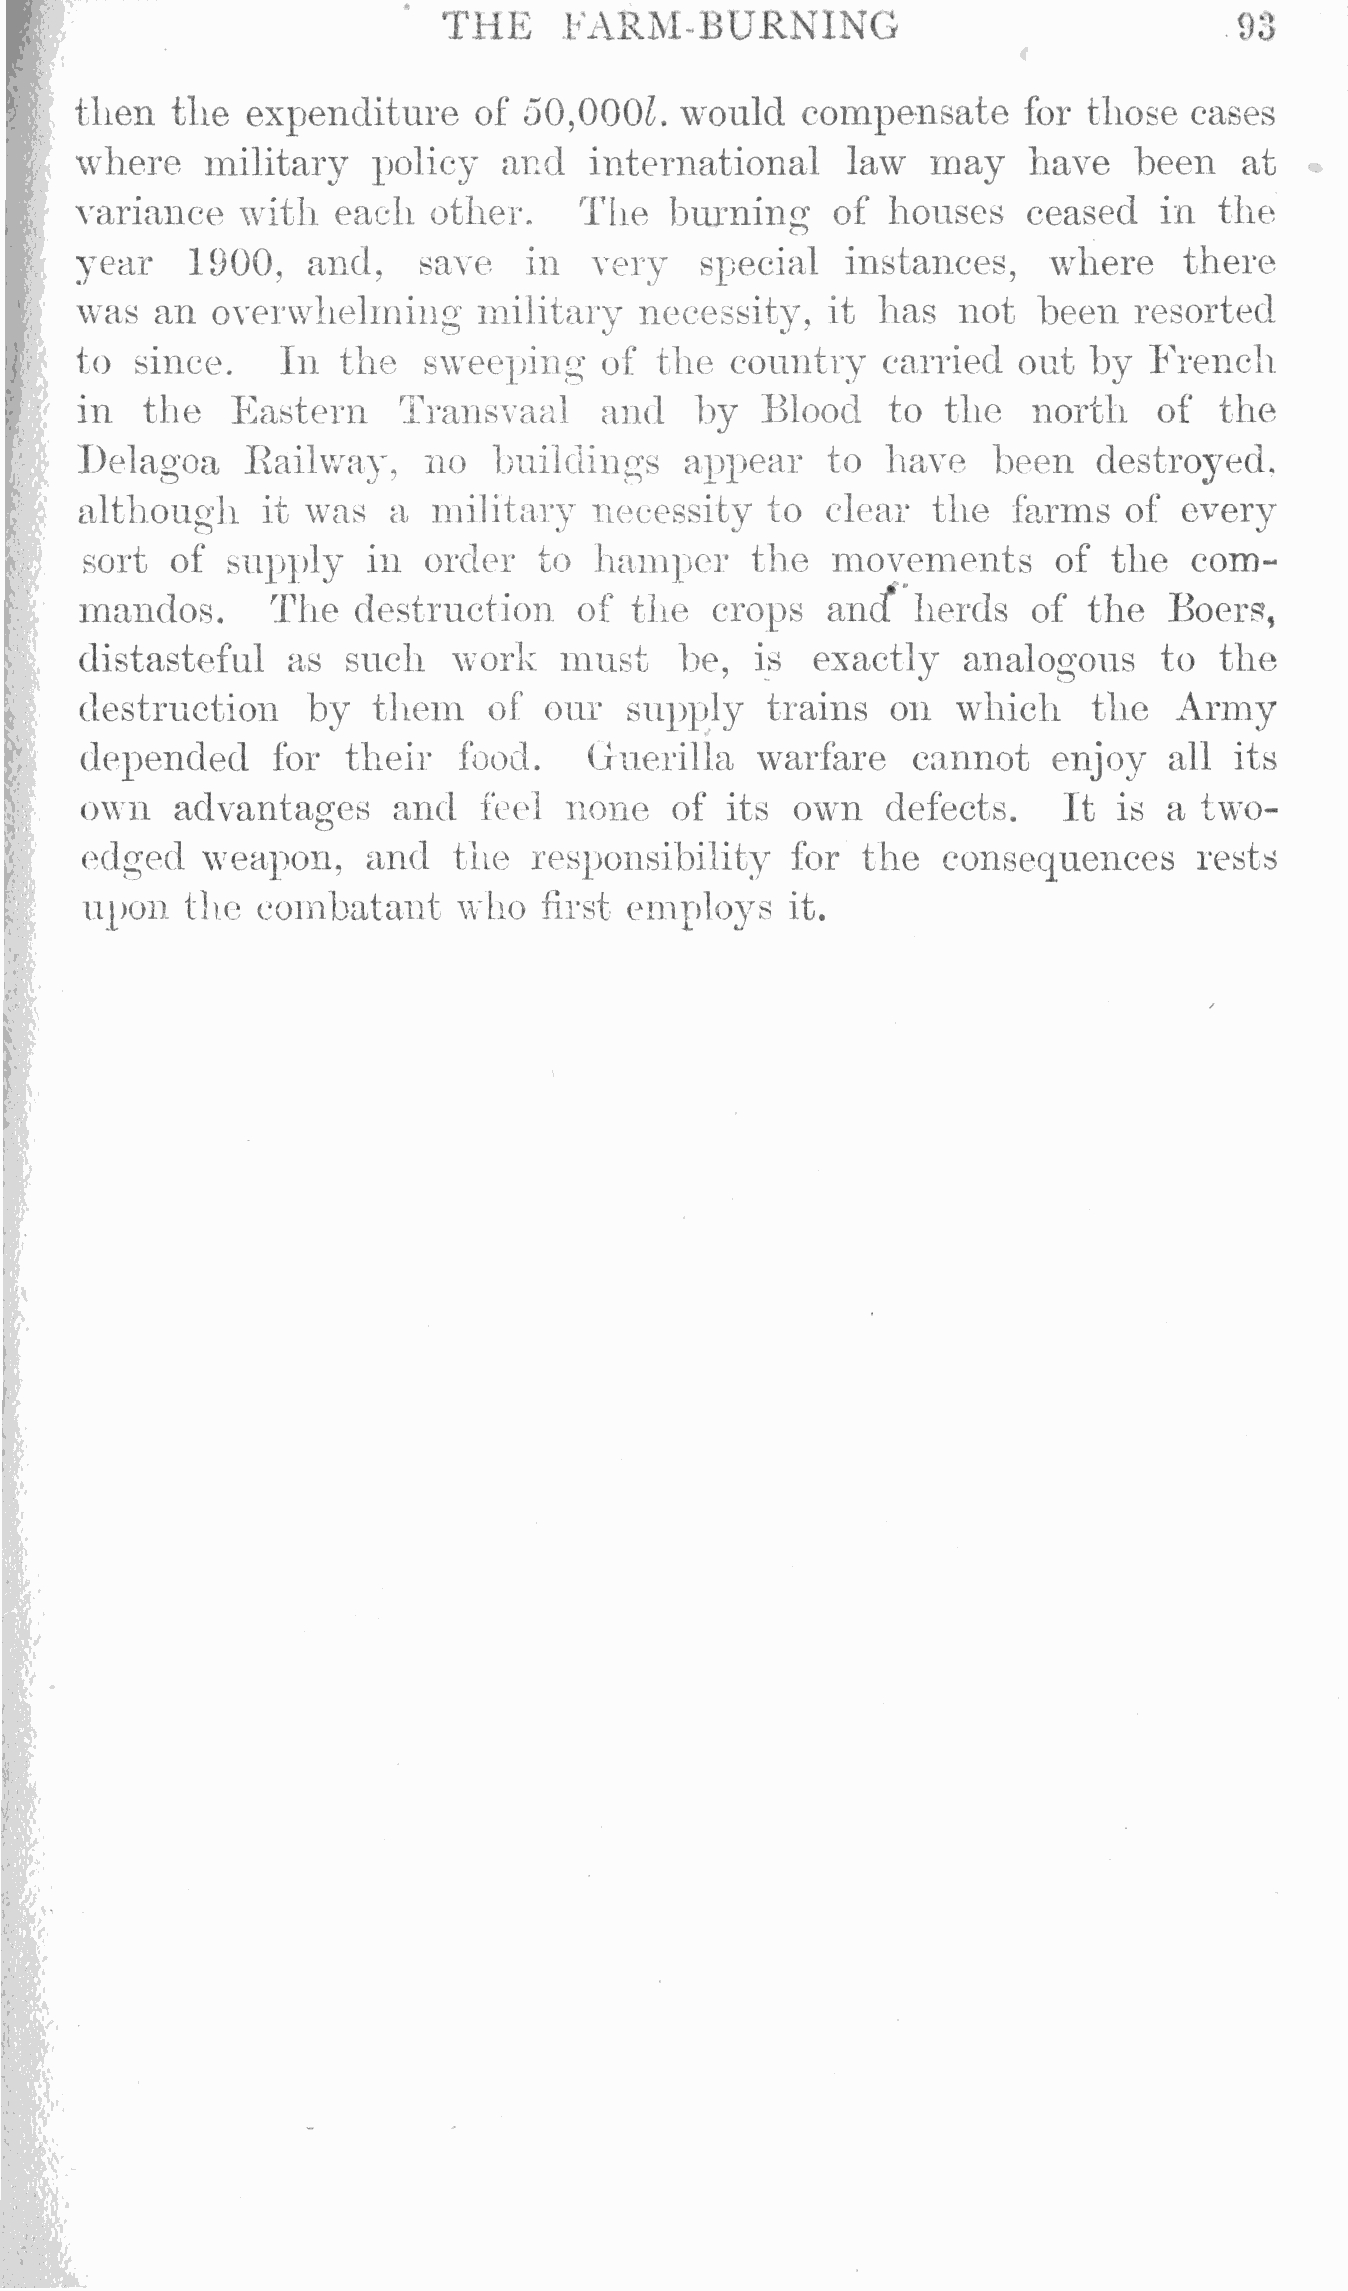 THE FARM-BURNING 93
then the expenditure of 50,000l. would compensate for those cases
where military policy and international law may have been at
variance with each other. The burning of houses ceased in the
year 1900, and, save in very special instances, where there
was an overwhelming military necessity, it has not been resorted
to since. In the sweeping of the country carried out by French
in the Eastern Transvaal and by Blood to the north of the
Delagoa Railway, no buildings appear to have been destroyed,
although it was a military necessity to clear the farms of every
sort of supply in order to hamper the movements of the com-
mandos. The destruction of the crops and herds of the Boers,
distasteful as such work must be, is exactly analogous to the
destruction by them of our supply trains on which the Army
depended for their food. Guerilla warfare cannot enjoy all its
own advantages and feel none of its own defects. It is a two-
edged weapon, and the responsibility for the consequences rests
upon the combatant who first employs it.